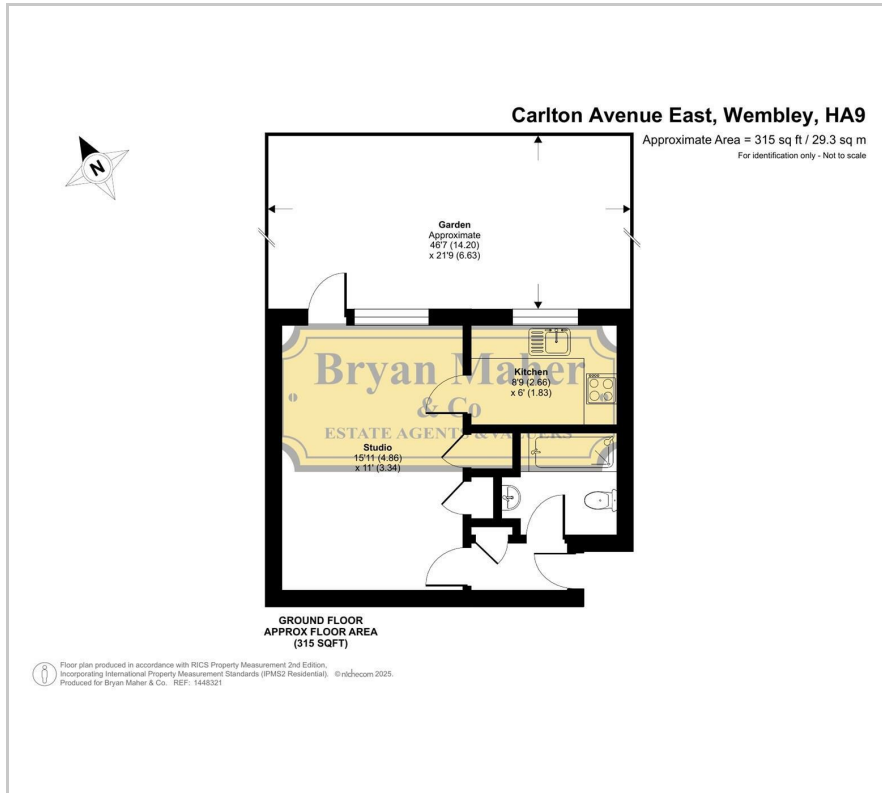 Carlton Avenue East, Wembley, HA9
Approximate Area = 315 sq ft / 29.3 sq m
For identification only - Not to scale
N
Garden
Approximate
46'7 (14.20)
x 21'9 (6.63)
Bryan Maher
& Co
ESTATE AGENTS & VALUERS
Kitchen
8'9 (2.66)
x 6' (1.83)
Studio
15'11 (4.86)
x 11' (3.34)
GROUND FLOOR
APPROX FLOOR AREA
(315 SQFT)
Floor plan produced in accordance with RICS Property Measurement 2nd Edition,
Incorporating International Property Measurement Standards (IPMS2 Residential). © nichecom 2025.
Produced for Bryan Maher & Co. REF: 1448321